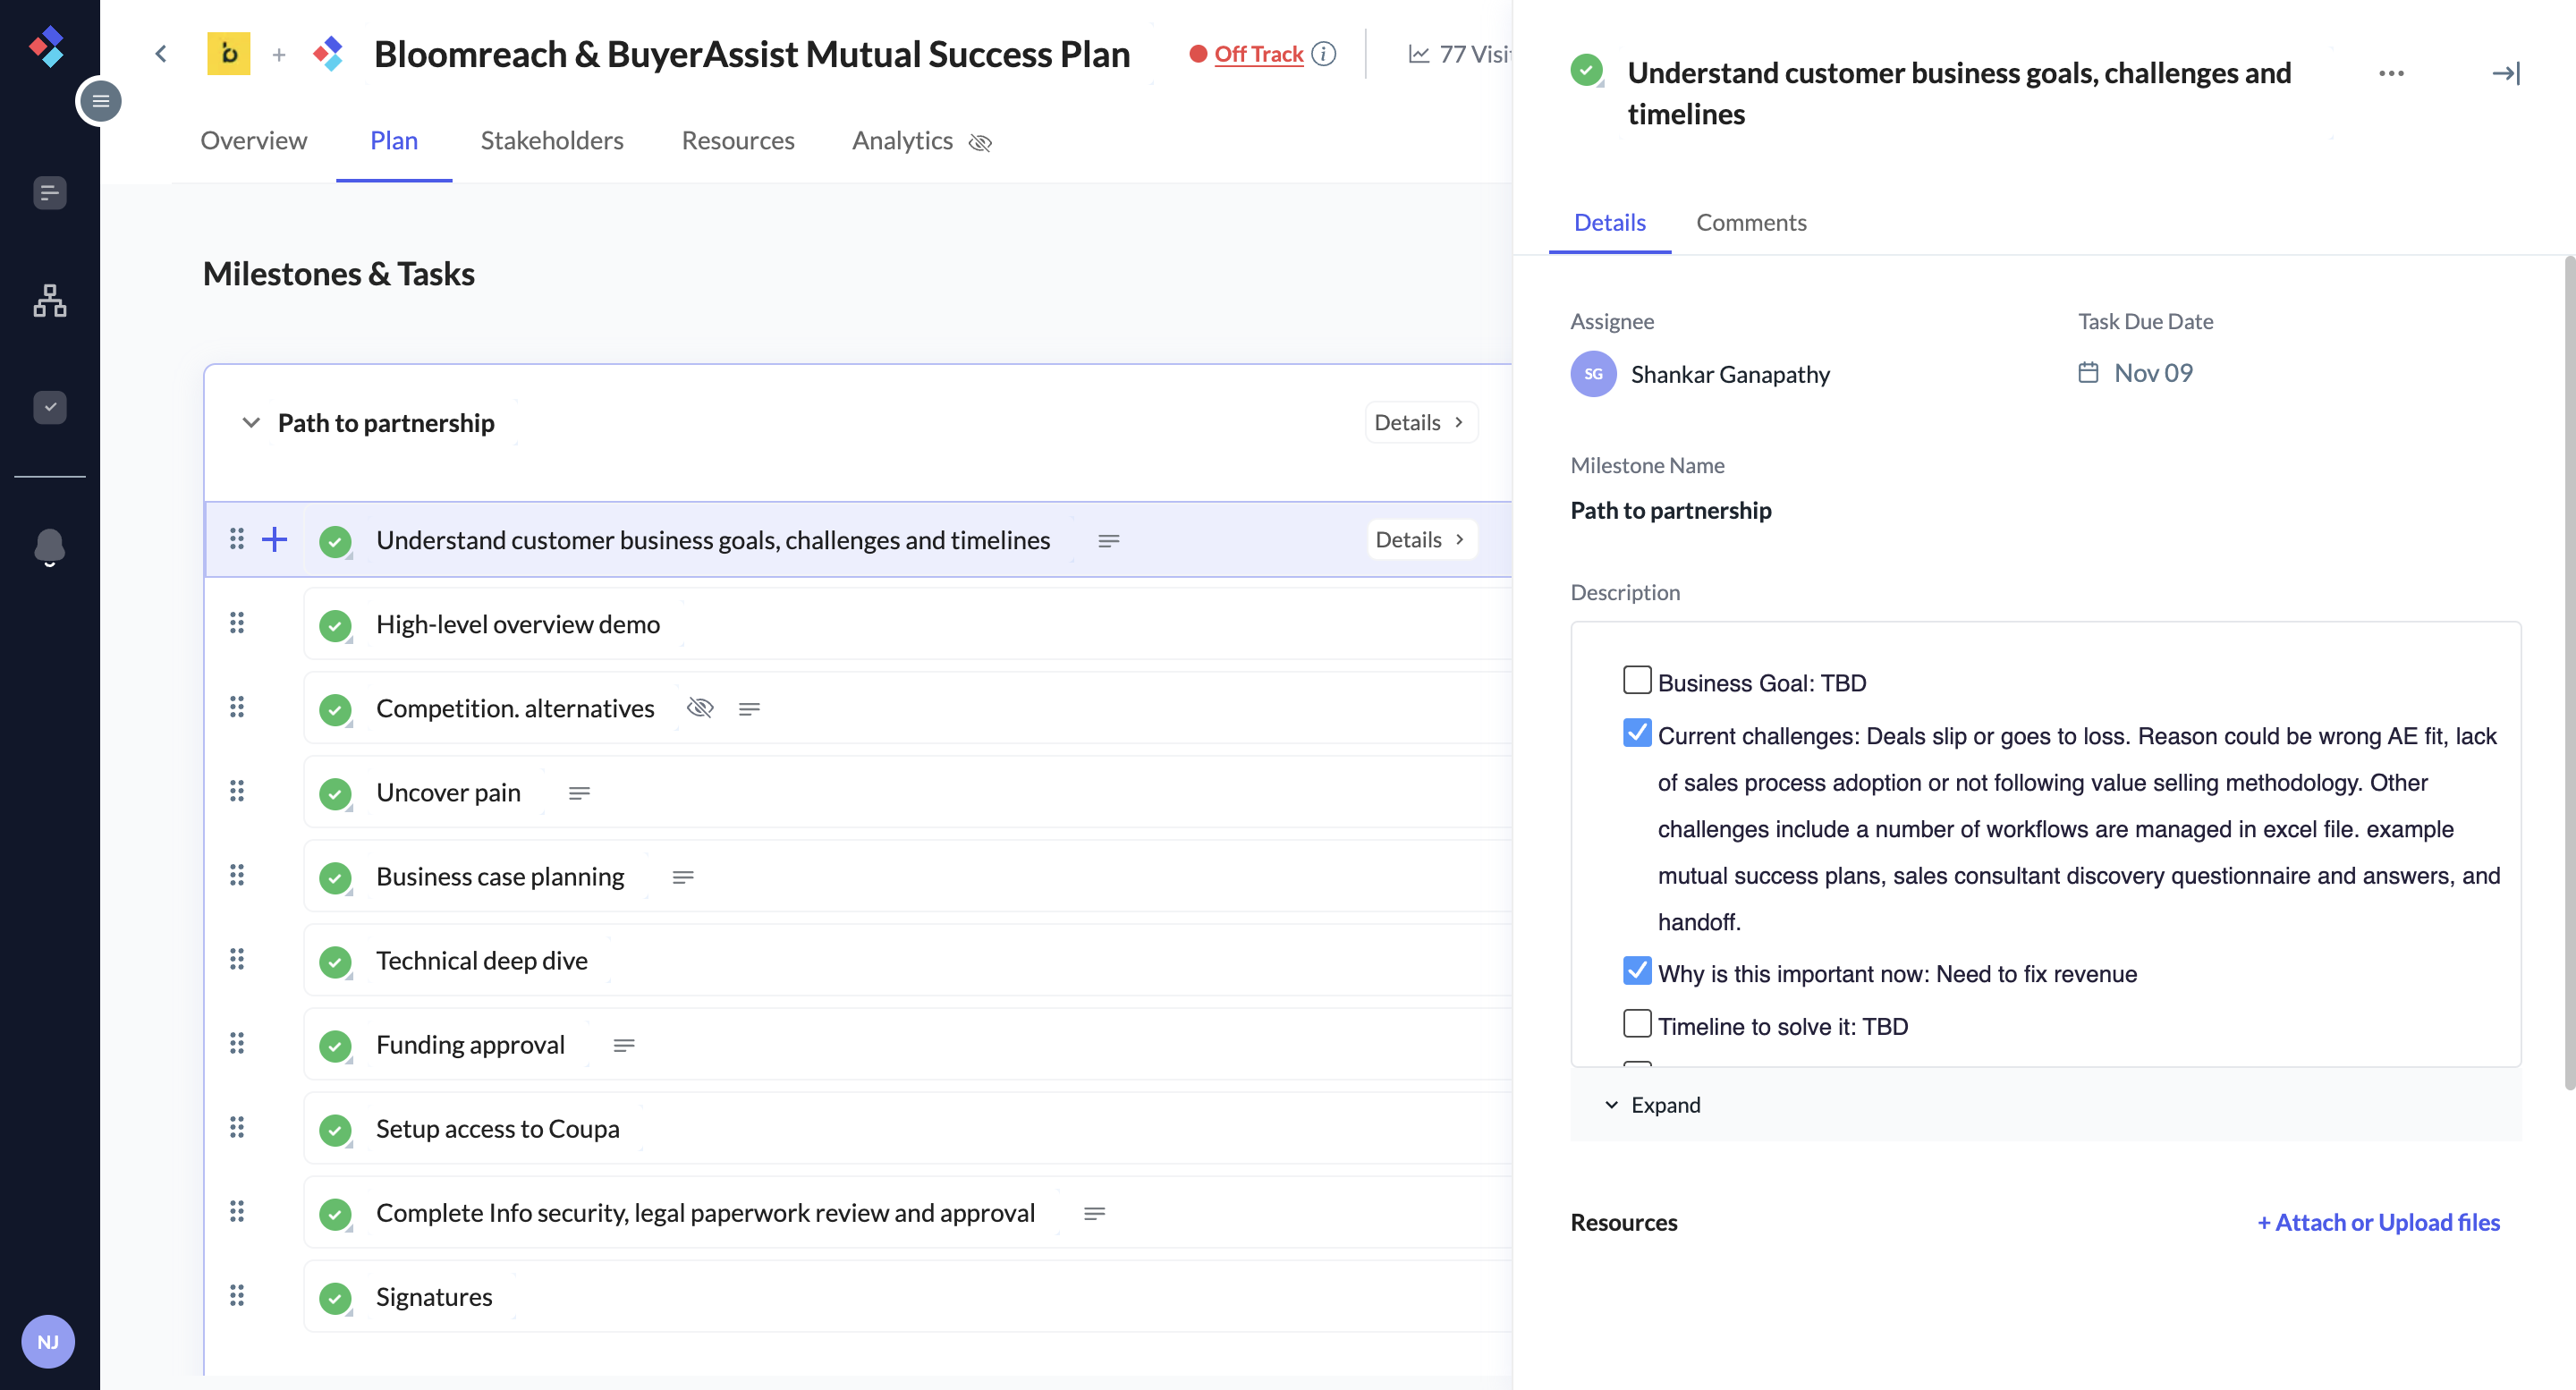 b + Bloomreach & BuyerAssist Mutual Success Plan
Off Track
77
Overview
Plan
Stakeholders
Resources
Analytics
Milestones & Tasks
Path to partnership
Details
Understand customer business goals, challenges and timelines
Details
High-level overview demo
Competition. alternatives
Uncover pain
Business case planning
Technical deep dive
Funding approval
Setup access to Coupa
Complete Info security, legal paperwork review and approval
Signatures
NJ
Understand customer business goals, challenges and
timelines
Details
Comments
Assignee
Task Due Date
SG
Shankar Ganapathy
Nov 09
Milestone Name
Path to partnership
Description
Business Goal: TBD
Current challenges: Deals slip or goes to loss. Reason could be wrong AE fit, lack
of sales process adoption or not following value selling methodology. Other
challenges include a number of workflows are managed in excel file. example
mutual success plans, sales consultant discovery questionnaire and answers, and
handoff.
Why is this important now: Need to fix revenue
Timeline to solve it: TBD
Expand
Resources
+ Attach or Upload files